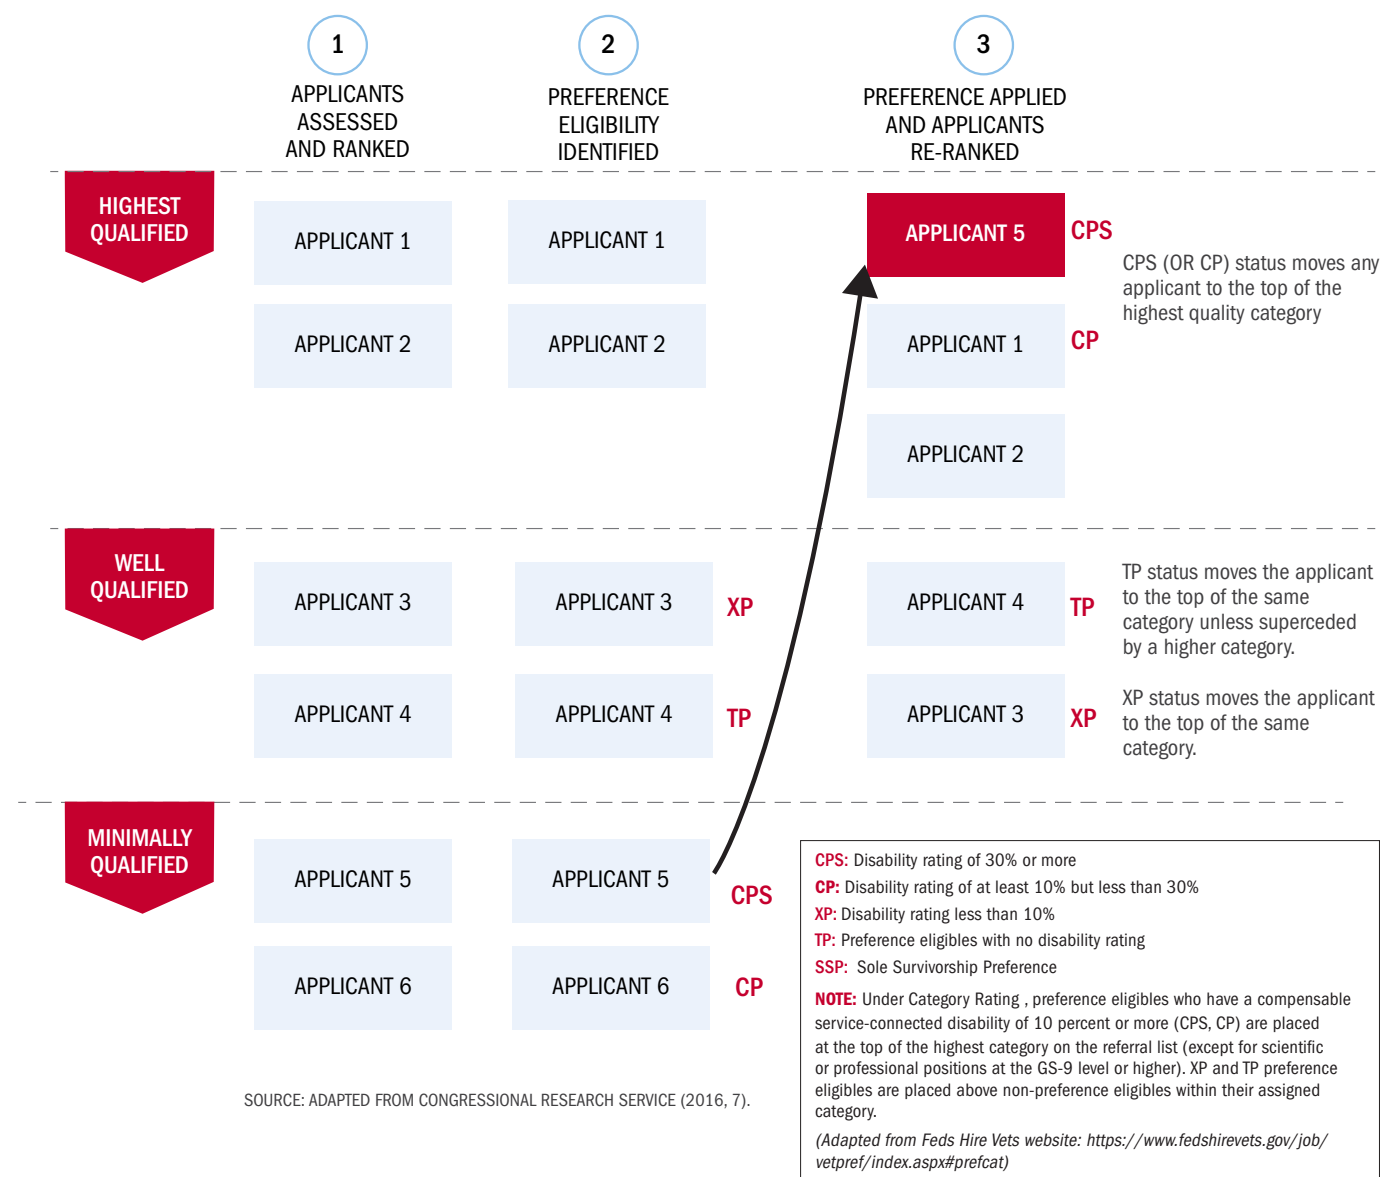 1
APPLICANTS
ASSESSED
AND RANKED
2
PREFERENCE
ELIGIBILITY
IDENTIFIED
3
PREFERENCE APPLIED
AND APPLICANTS
RE-RANKED
HIGHEST
QUALIFIED
APPLICANT 1
APPLICANT 1
APPLICANT 5
CPS
CPS (OR CP) status moves any
applicant to the top of the
highest quality category
APPLICANT 2
APPLICANT 2
APPLICANT 1
CP
APPLICANT 2
WELL
QUALIFIED
APPLICANT 3
APPLICANT 3
XP
APPLICANT 4
TP
TP status moves the applicant
to the top of the same
category unless superceded
by a higher category.
APPLICANT 4
APPLICANT 4
TP
APPLICANT 3
XP
XP status moves the applicant
to the top of the same
category.
MINIMALLY
QUALIFIED
APPLICANT 5
APPLICANT 5
CPS
APPLICANT 6
APPLICANT 6
CP
CPS: Disability rating of 30% or more
CP: Disability rating of at least 10% but less than 30%
XP: Disability rating less than 10%
TP: Preference eligibles with no disability rating
SSP: Sole Survivorship Preference
NOTE: Under Category Rating , preference eligibles who have a compensable
service-connected disability of 10 percent or more (CPS, CP) are placed
at the top of the highest category on the referral list (except for scientific
or professional positions at the GS-9 level or higher). XP and TP preference
eligibles are placed above non-preference eligibles within their assigned
category.
(Adapted from Feds Hire Vets website: https://www.fedshirevets.gov/job/
vetpref/index.aspx#prefcat)
SOURCE: ADAPTED FROM CONGRESSIONAL RESEARCH SERVICE (2016, 7).